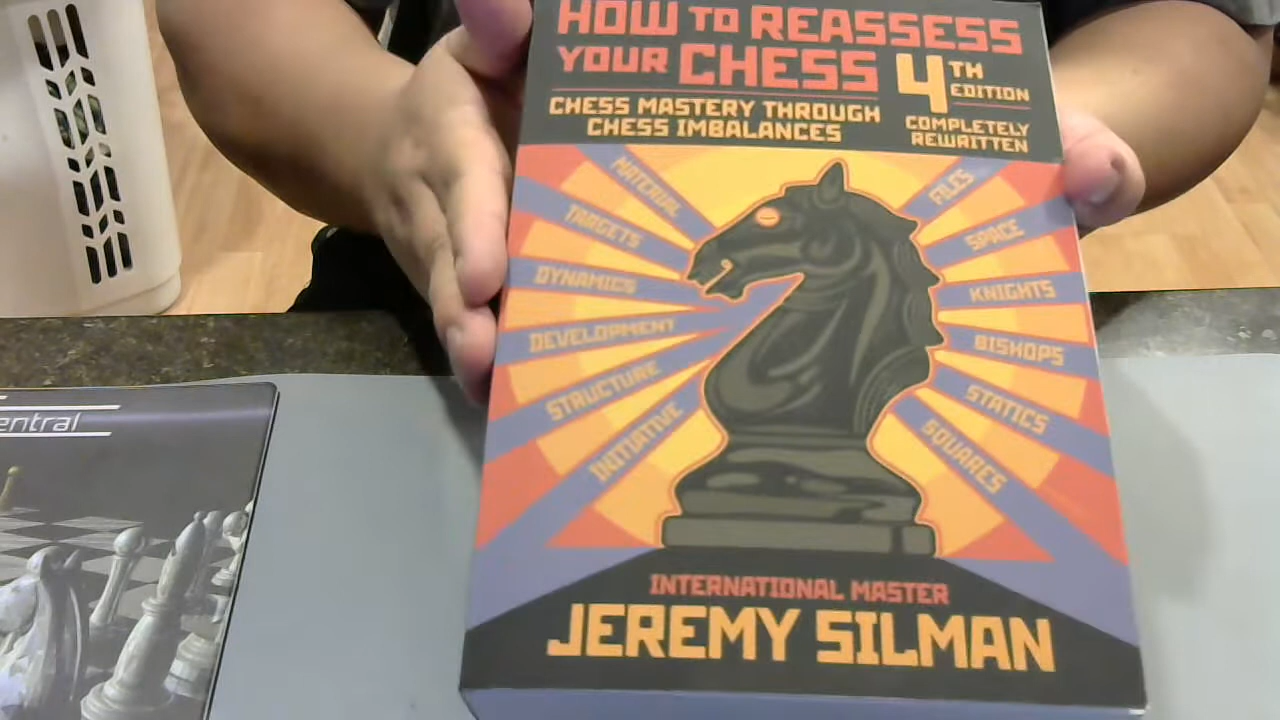 HOW TO REASSESS
YOUR CHESS
4TH
EDITION
CHESS MASTERY THROUGH
CHESS IMBALANCES
COMPLETELY
REWRITTEN
MATERIAL
TARGETS
DYNAMICS
DEVELOPMENT
STRUCTURE
INITIATIVE
FILES
SPACE
KNIGHTS
BISHOPS
STATICS
SQUARES
INTERNATIONAL MASTER
JEREMY SILMAN
entral